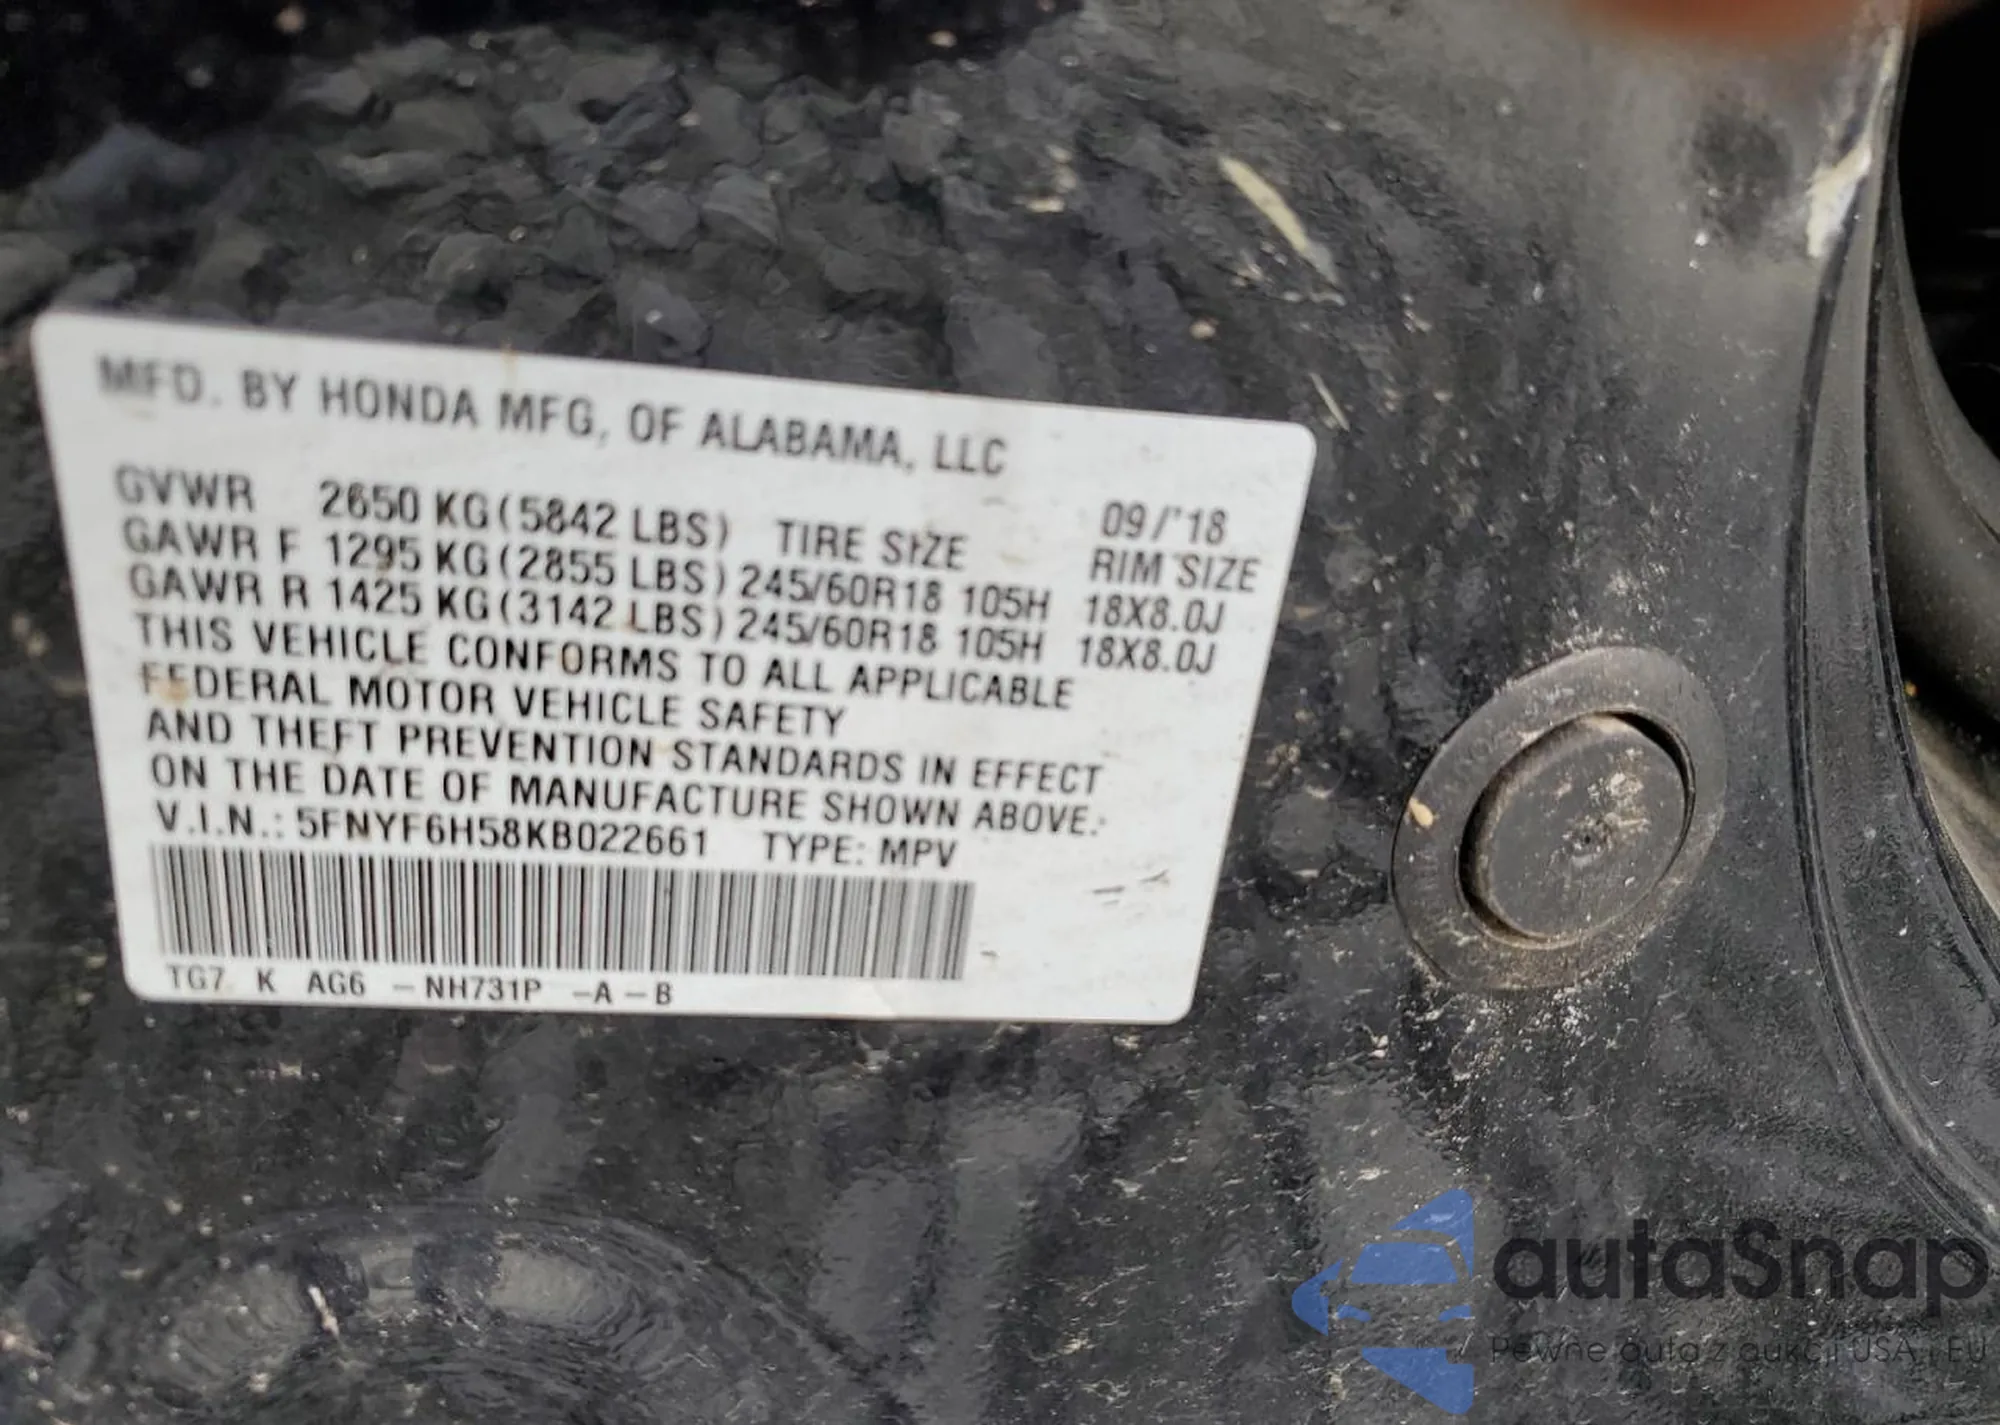 MFD. BY HONDA MFG, OF ALABAMA, LLC
GVWR 2650 KG (5842 LBS) 09/'18
TIRE SIZE RIM SIZE
GAWR F 1295 KG (2855 LBS) 245/60R18 105H 18X8.0J
GAWR R 1425 KG (3142 LBS) 245/60R18 105H 18X8.0J
THIS VEHICLE CONFORMS TO ALL APPLICABLE
FEDERAL MOTOR VEHICLE SAFETY
AND THEFT PREVENTION STANDARDS IN EFFECT
ON THE DATE OF MANUFACTURE SHOWN ABOVE.
V.I.N.: 5FNYF6H58KB022661 TYPE: MPV
TG7 K AG6 -NH731P -A -B
autaSnap
Pewne auta z aukcji USA i EU